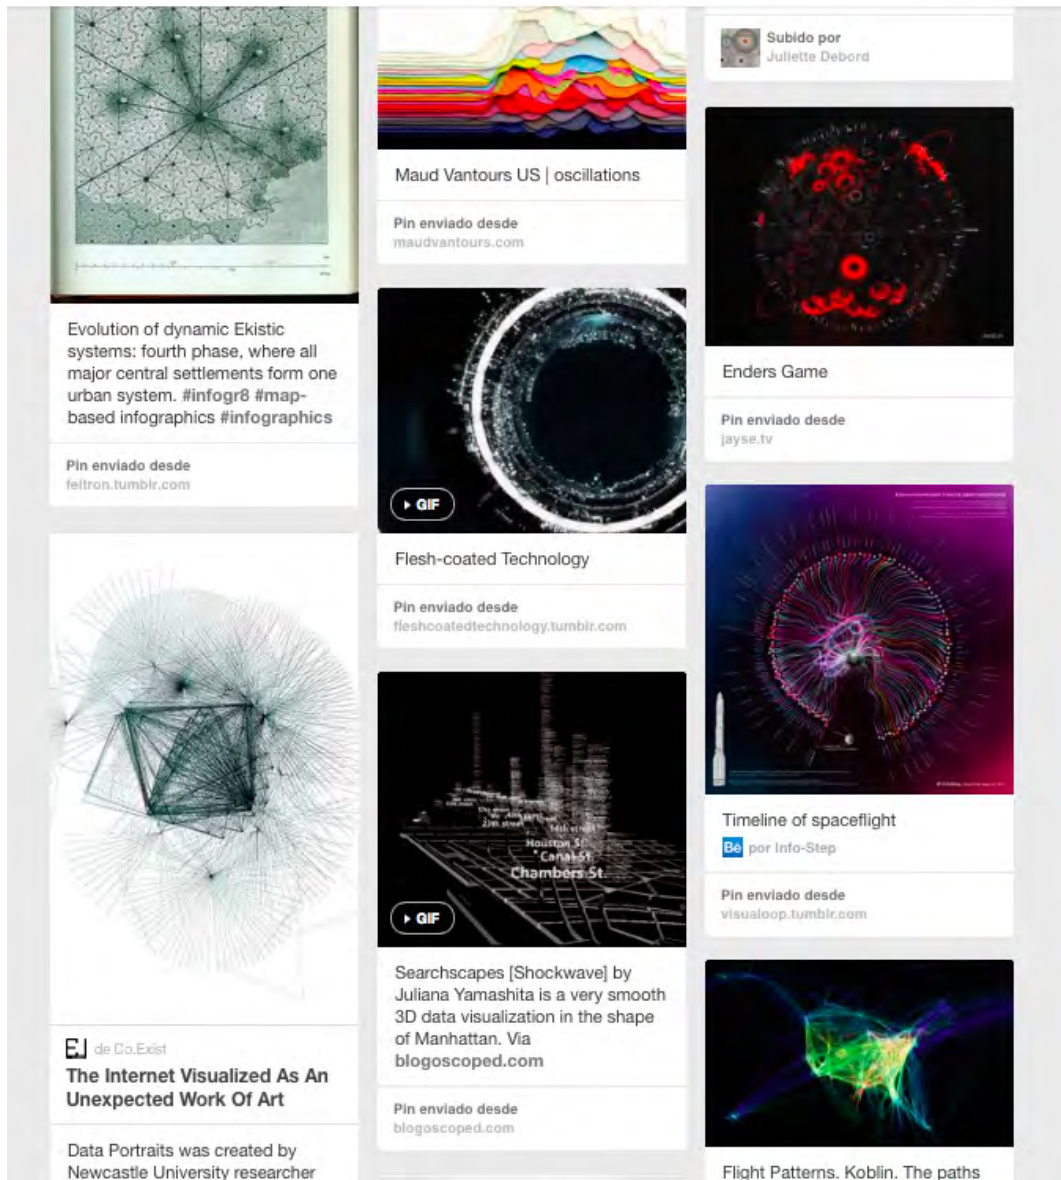 Evolution of dynamic Ekistic
systems: fourth phase, where all
major central settlements form one
urban system. #infogr8 #map-
based infographics #infographics
Pin enviado desde
feltron.tumblr.com
de Co.Exist
The Internet Visualized As An
Unexpected Work Of Art
Data Portraits was created by
Newcastle University researcher
Maud Vantours US | oscillations
Pin enviado desde
maudvantours.com
GIF
Flesh-coated Technology
Pin enviado desde
fleshcoatedtechnology.tumblr.com
Houston St.
Canal St.
Chambers St.
GIF
Searchscapes [Shockwave] by
Juliana Yamashita is a very smooth
3D data visualization in the shape
of Manhattan. Via
blogoscoped.com
Pin enviado desde
blogoscoped.com
Subido por
Juliette Debord
Enders Game
Pin enviado desde
jayse.tv
Timeline of spaceflight
Bē por Info-Step
Pin enviado desde
visualoop.tumblr.com
Flight Patterns. Koblin. The paths